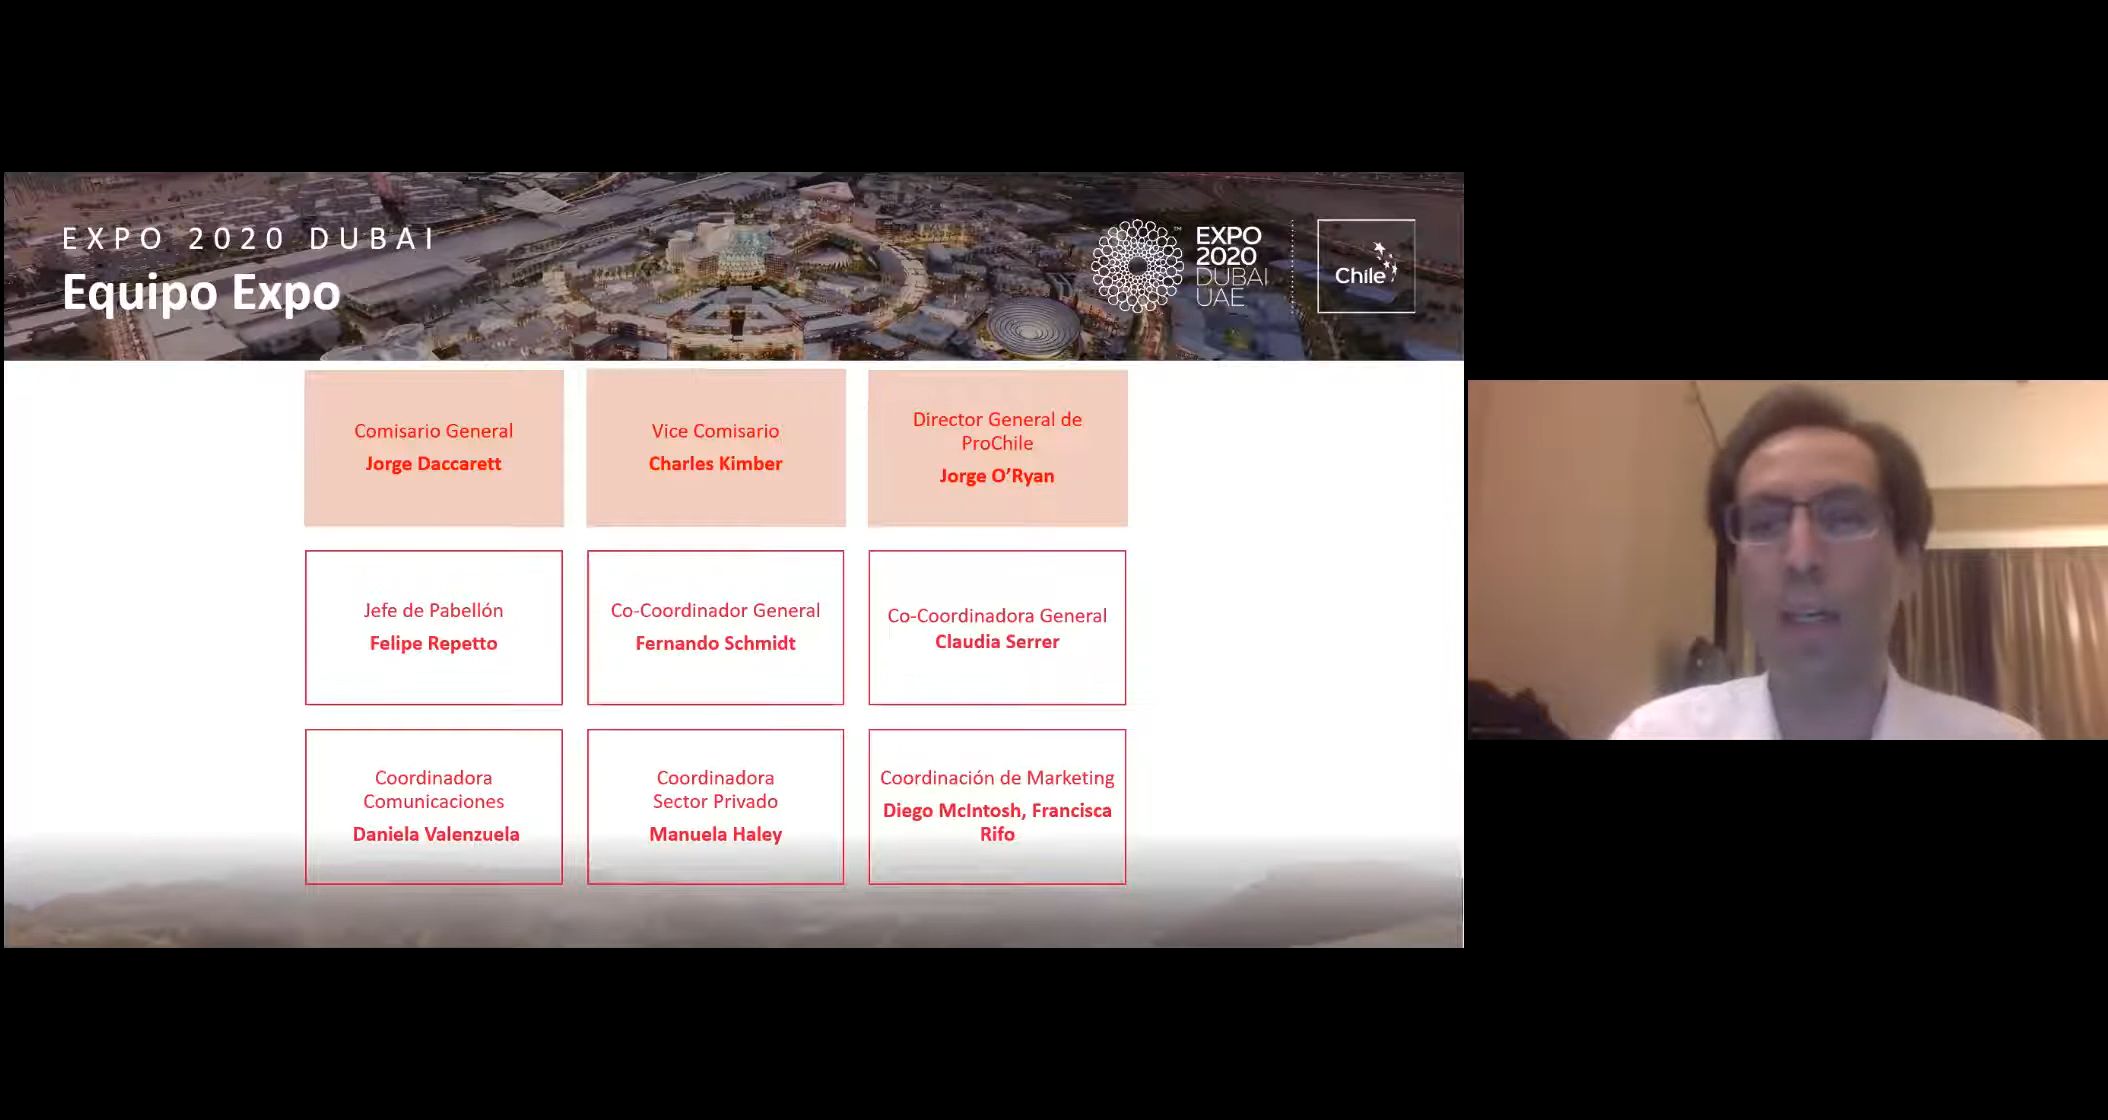 EXPO 2020 DUBAI
Equipo Expo
EXPO
2020
DUBAI
UAE
Chile
Comisario General
Jorge Daccarett
Vice Comisario
Charles Kimber
Director General de
ProChile
Jorge O’Ryan
Jefe de Pabellón
Felipe Repetto
Co-Coordinador General
Fernando Schmidt
Co-Coordinadora General
Claudia Serrer
Coordinadora
Comunicaciones
Daniela Valenzuela
Coordinadora
Sector Privado
Manuela Haley
Coordinación de Marketing
Diego McIntosh, Francisca
Rifo